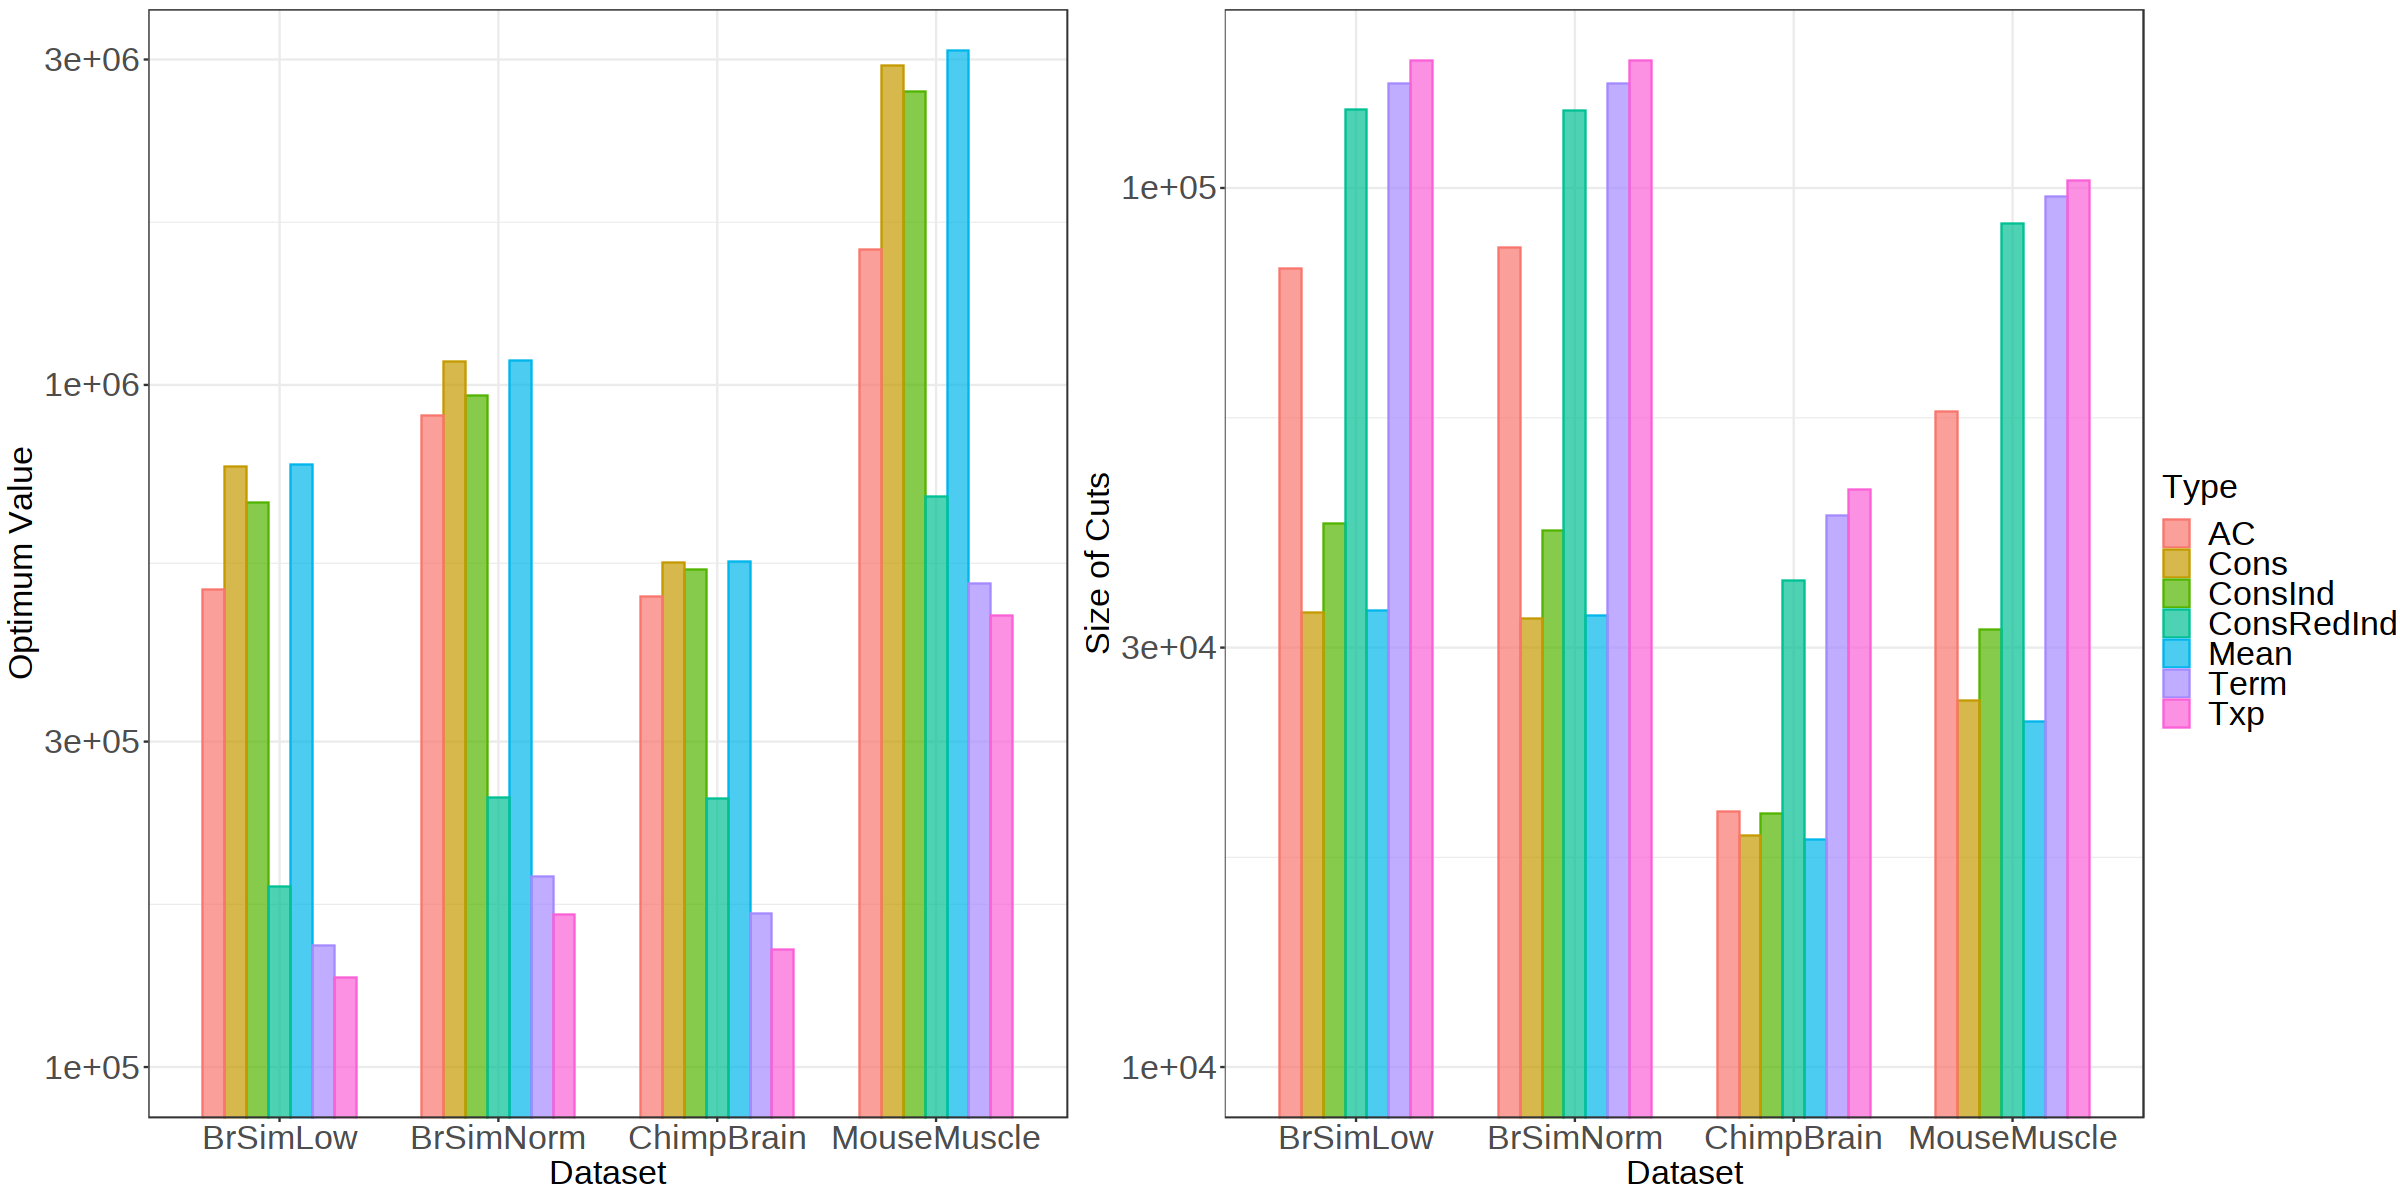 Optimum Value
3e+06
1e+06
3e+05
1e+05
BrSimLow BrSimNorm ChimpBrain MouseMuscle
Dataset
Size of Cuts
1e+05
3e+04
1e+04
BrSimLow BrSimNorm ChimpBrain MouseMuscle
Dataset
Type
AC
Cons
ConsInd
ConsRedInd
Mean
Term
Txp